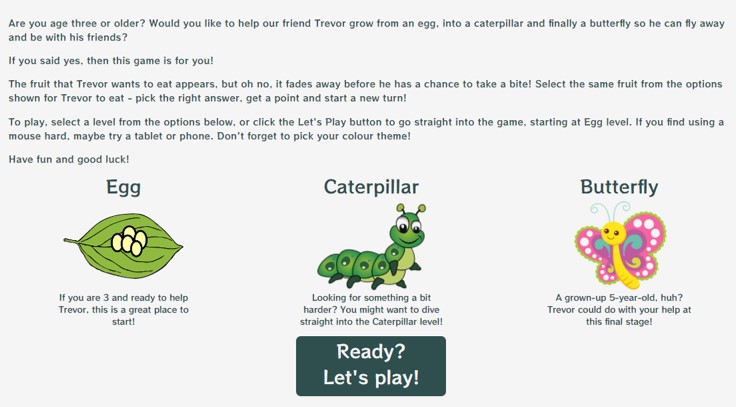 Are you age three or older? Would you like to help our friend Trevor grow from an egg, into a caterpillar and finally a butterfly so he can fly away
and be with his friends?
If you said yes, then this game is for you!
The fruit that Trevor wants to eat appears, but oh no, it fades away before he has a chance to take a bite! Select the same fruit from the options
shown for Trevor to eat - pick the right answer, get a point and start a new turn!
To play, select a level from the options below, or click the Let's Play button to go straight into the game, starting at Egg level. If you find using a
mouse hard, maybe try a tablet or phone. Don't forget to pick your colour theme!
Have fun and good luck!
Egg
Caterpillar
Butterfly
If you are 3 and ready to help
Trevor, this is a great place to
start!
Looking for something a bit
harder? You might want to dive
straight into the Caterpillar level!
A grown-up 5-year-old, huh?
Trevor could do with your help at
this final stage!
Ready?
Let's play!